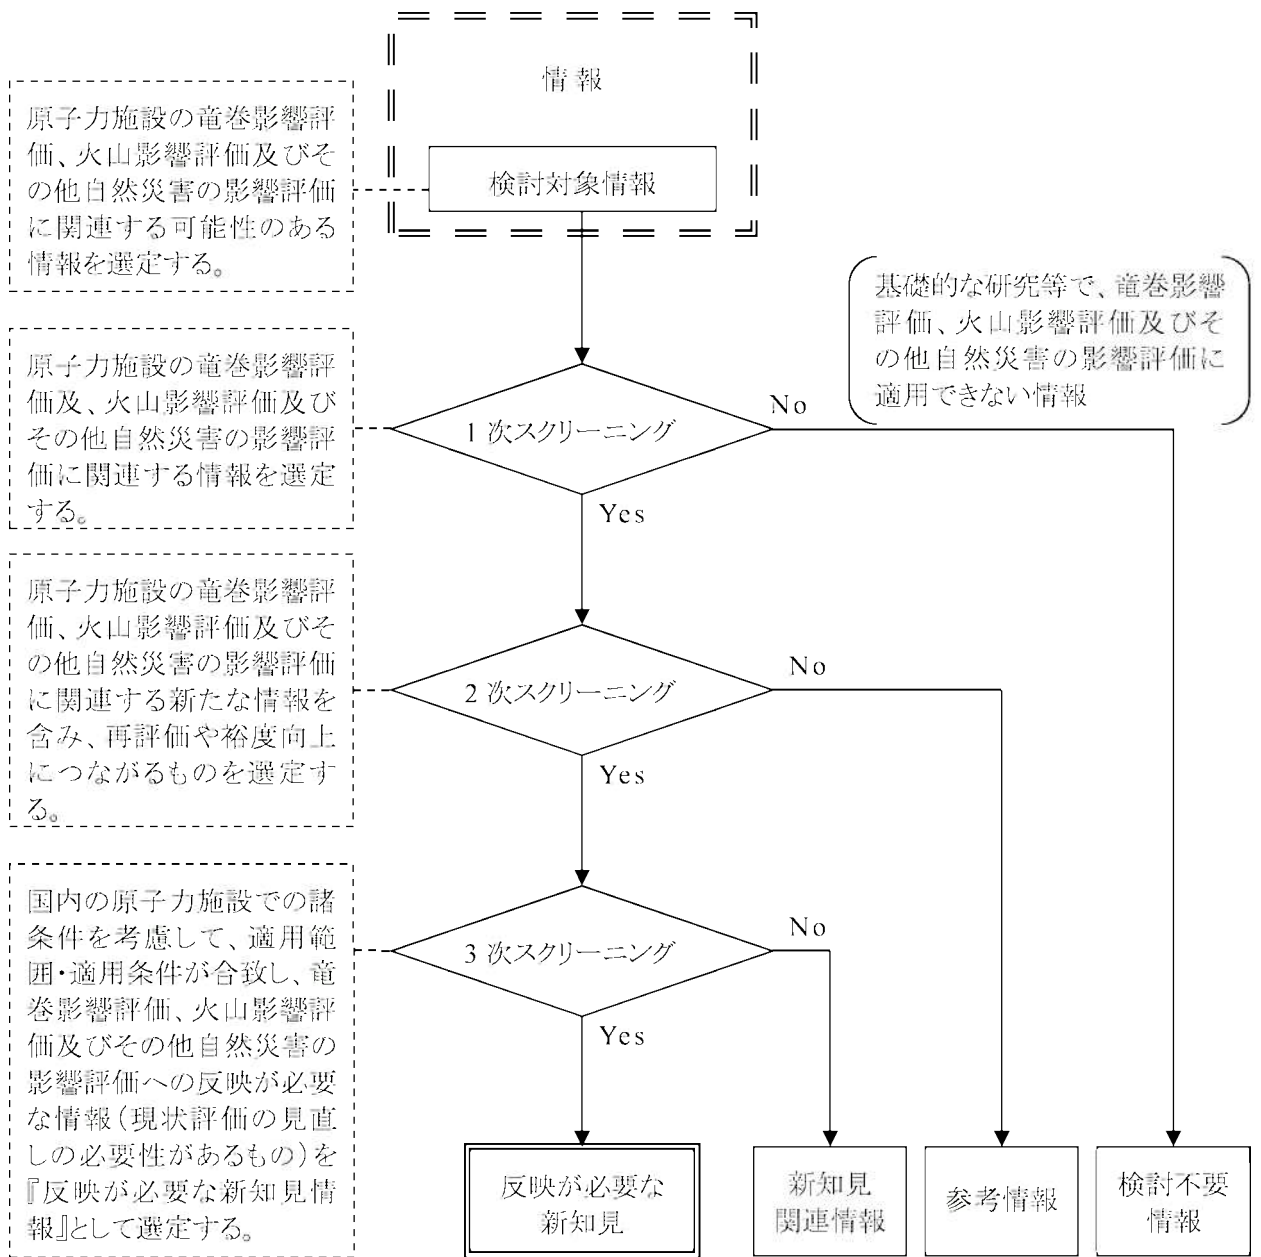 情報
検討対象情報
原子力施設の竜巻影響評
価、火山影響評価及びそ
の他自然災害の影響評価
に関連する可能性のある
情報を選定する。
基礎的な研究等で、竜巻影響
評価、火山影響評価及びそ
の他自然災害の影響評価に
適用できない情報
原子力施設の竜巻影響評
価及、火山影響評価及び
その他自然災害の影響評
価に関連する情報を選定
する。
1次スクリーニング
No
Yes
原子力施設の竜巻影響評
価、火山影響評価及びそ
の他自然災害の影響評価
に関連する新たな情報を
含み、再評価や裕度向上
につながるものを選定す
る。
2次スクリーニング
No
Yes
国内の原子力施設での諸
条件を考慮して、適用範
囲・適用条件が合致し、竜
巻影響評価、火山影響評
価及びその他自然災害の
影響評価への反映が必要
な情報(現状評価の見直
しの必要性があるもの)を
『反映が必要な新知見情
報』として選定する。
3次スクリーニング
No
Yes
反映が必要な
新知見
新知見
関連情報
参考情報
検討不要
情報